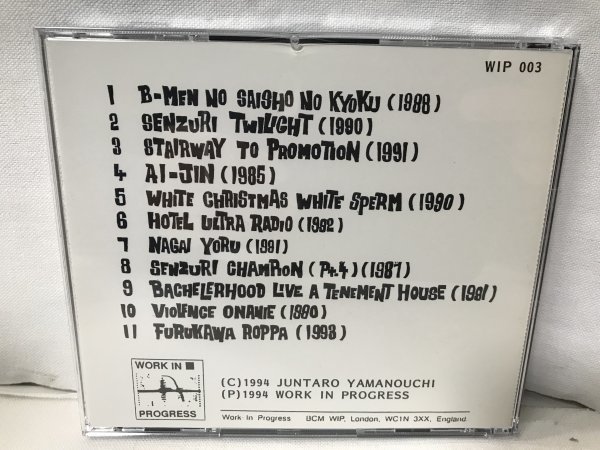 WIP 003
1 B-MEN NO SAISHO NO KYOKU (1988)
2 SENZURI TWILIGHT (1990)
3 STAIRWAY TO PROMOTION (1991)
4 AI-JIN (1985)
5 WHITE CHRISTMAS WHITE SPERM (1990)
6 HOTEL ULTRA RADIO (1992)
7 NAGAI YORU (1991)
8 SENZURI CHAMPION (Pt.4) (1987)
9 BACHELERHOOD LIVE A TENEMENT HOUSE (1981)
10 VIOLENCE ONANIE (1980)
11 FURUKAWA ROPPA (1993)
WORK IN
PROGRESS
(C)1994 JUNTARO YAMANOUCHI
(P)1994 WORK IN PROGRESS
Work In Progress BCM WIP, London, WC1N 3XX, England.